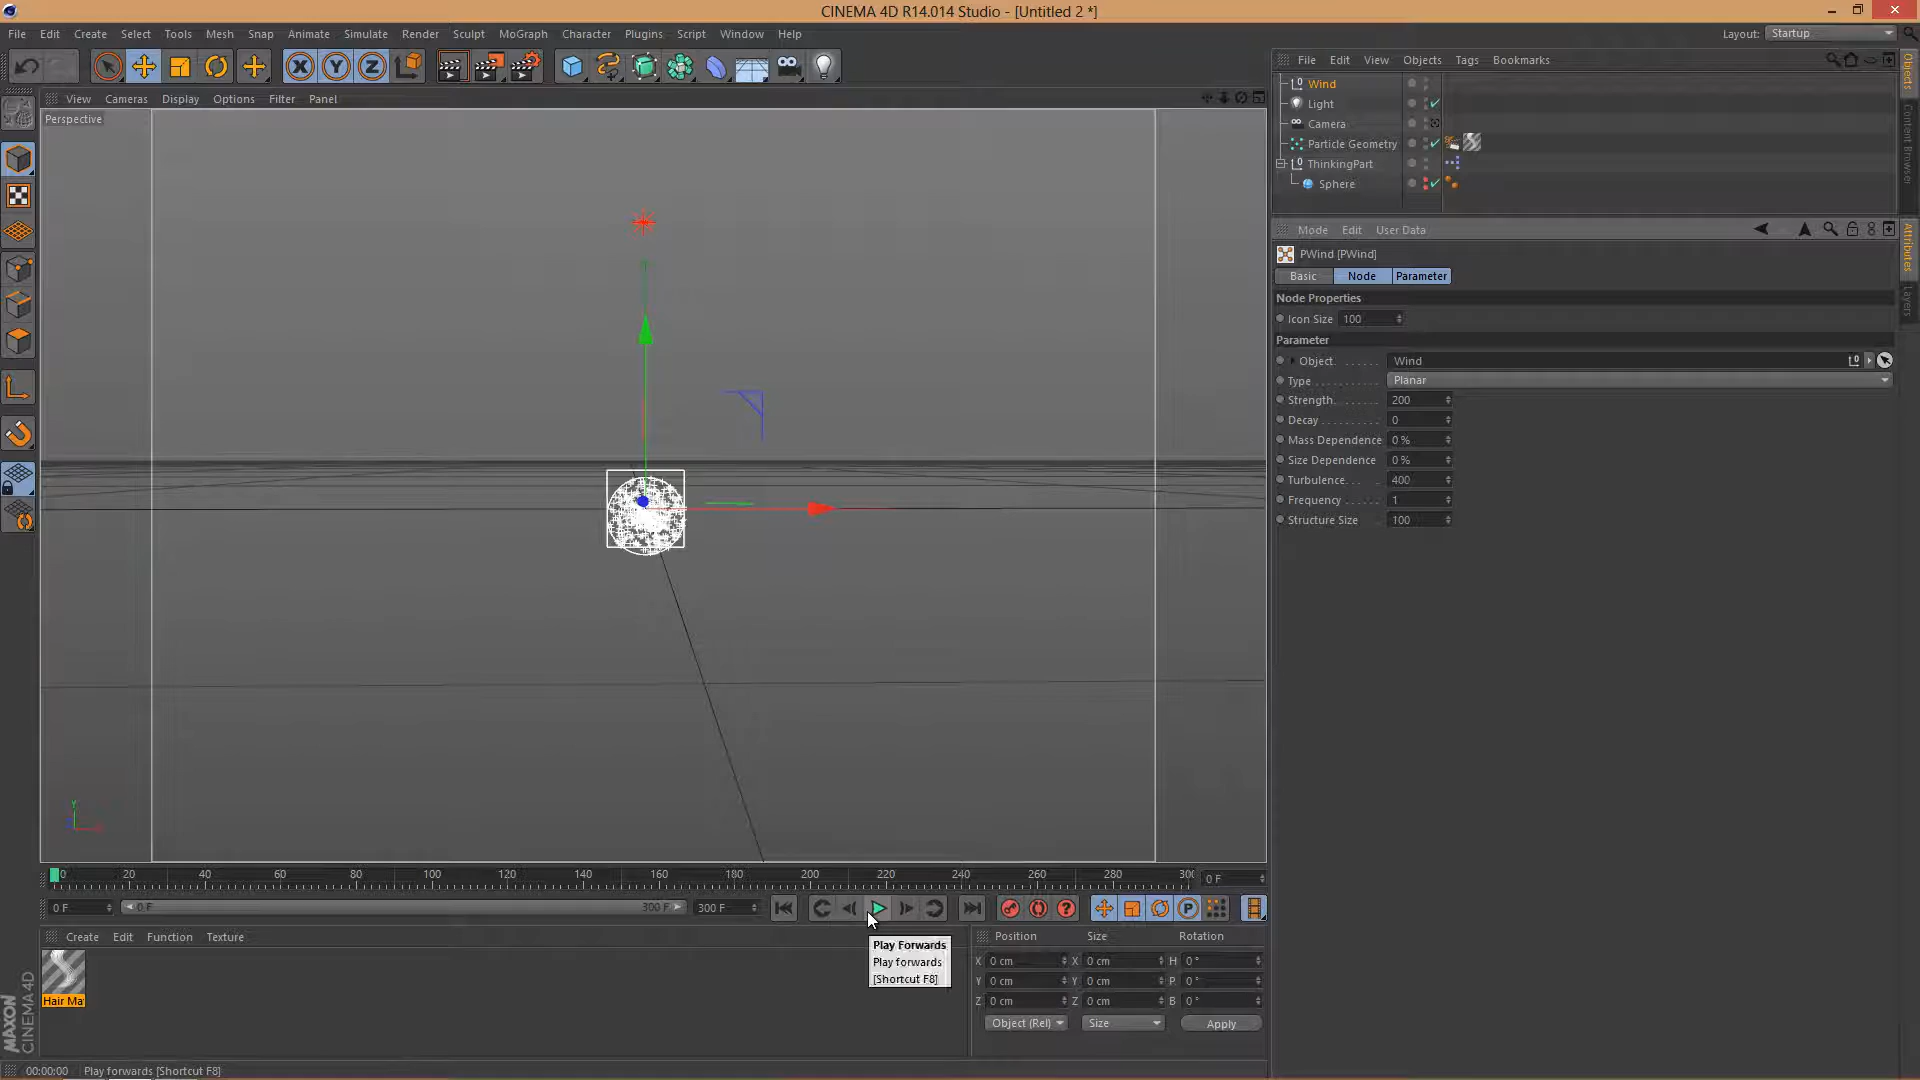 CINEMA 4D R14.014 Studio - [Untitled 2 *]
File Edit Create Select Tools Mesh Snap Animate Simulate Render Sculpt MoGraph Character Plugins Script Window Help
Layout: Startup
View Cameras Display Options Filter Panel
Perspective
File Edit View Objects Tags Bookmarks
Wind
Light
Camera
Particle Geometry
ThinkingPart
Sphere
Objects
Content Browser
Mode Edit User Data
PWind [PWind]
Basic Node Parameter
Node Properties
Icon Size 100
Parameter
Object Wind
Type Planar
Strength 200
Decay 0
Mass Dependence 0 %
Size Dependence 0 %
Turbulence 400
Frequency 1
Structure Size 100
Attributes
Layers
X Y Z
Y
0 20 40 60 80 100 120 140 160 180 200 220 240 260 280 300
0 F
0 F 0 F 300 F 300 F
Create Edit Function Texture
Hair Ma
Play Forwards
Play forwards
[Shortcut F8]
Position Size Rotation
X 0 cm X 0 cm H 0 °
Y 0 cm Y 0 cm P 0 °
Z 0 cm Z 0 cm B 0 °
Object (Rel) Size Apply
MAXON
CINEMA 4D
00:00:00 Play forwards [Shortcut F8]